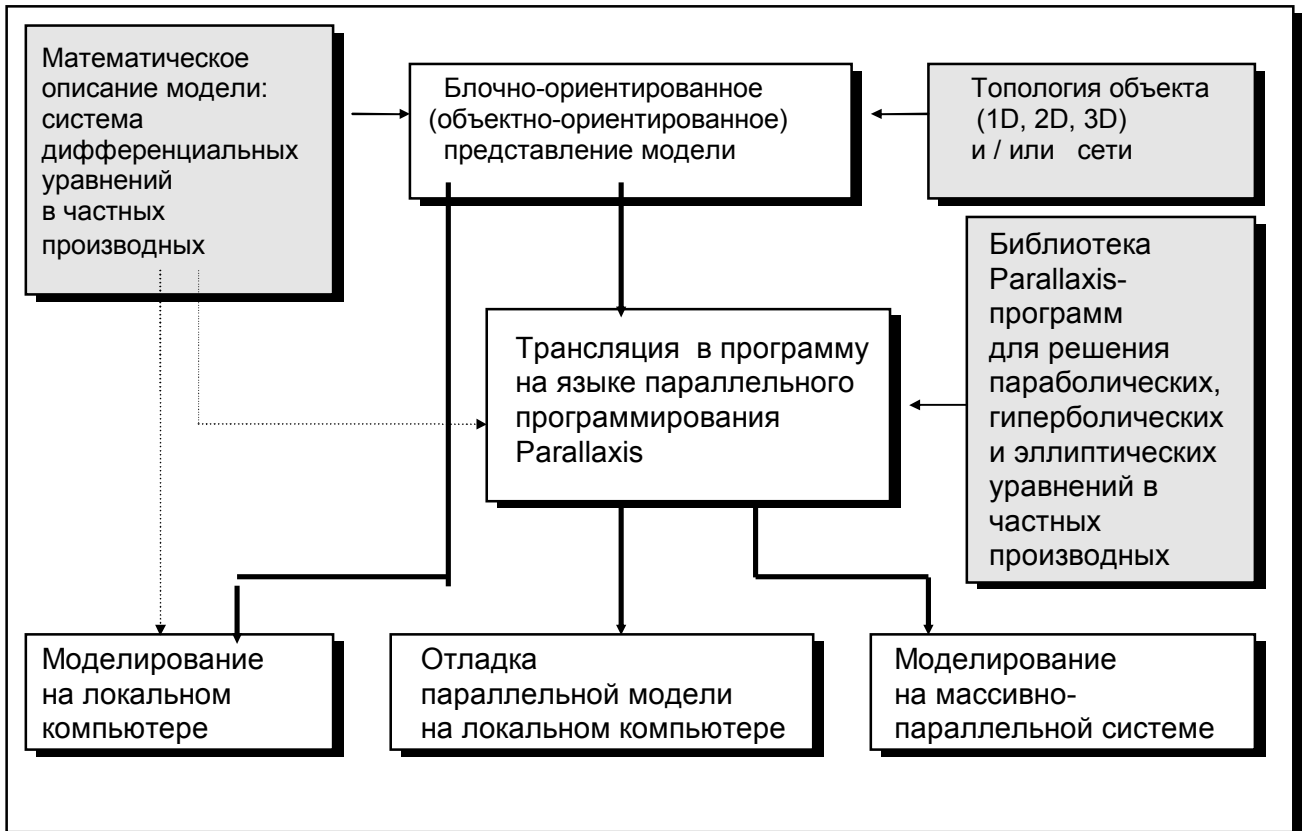 Математическое
описание модели:
система
дифференциальных
уравнений
в частных
производных
Блочно-ориентированное
(объектно-ориентированное)
представление модели
Топология объекта
(1D, 2D, 3D)
и / или сети
Библиотека
Parallaxis-
программ
для решения
параболических,
гиперболических
и эллиптических
уравнений в
частных
производных
Трансляция в программу
на языке параллельного
программирования
Parallaxis
Моделирование
на локальном
компьютере
Отладка
параллельной модели
на локальном компьютере
Моделирование
на массивно-
параллельной системе